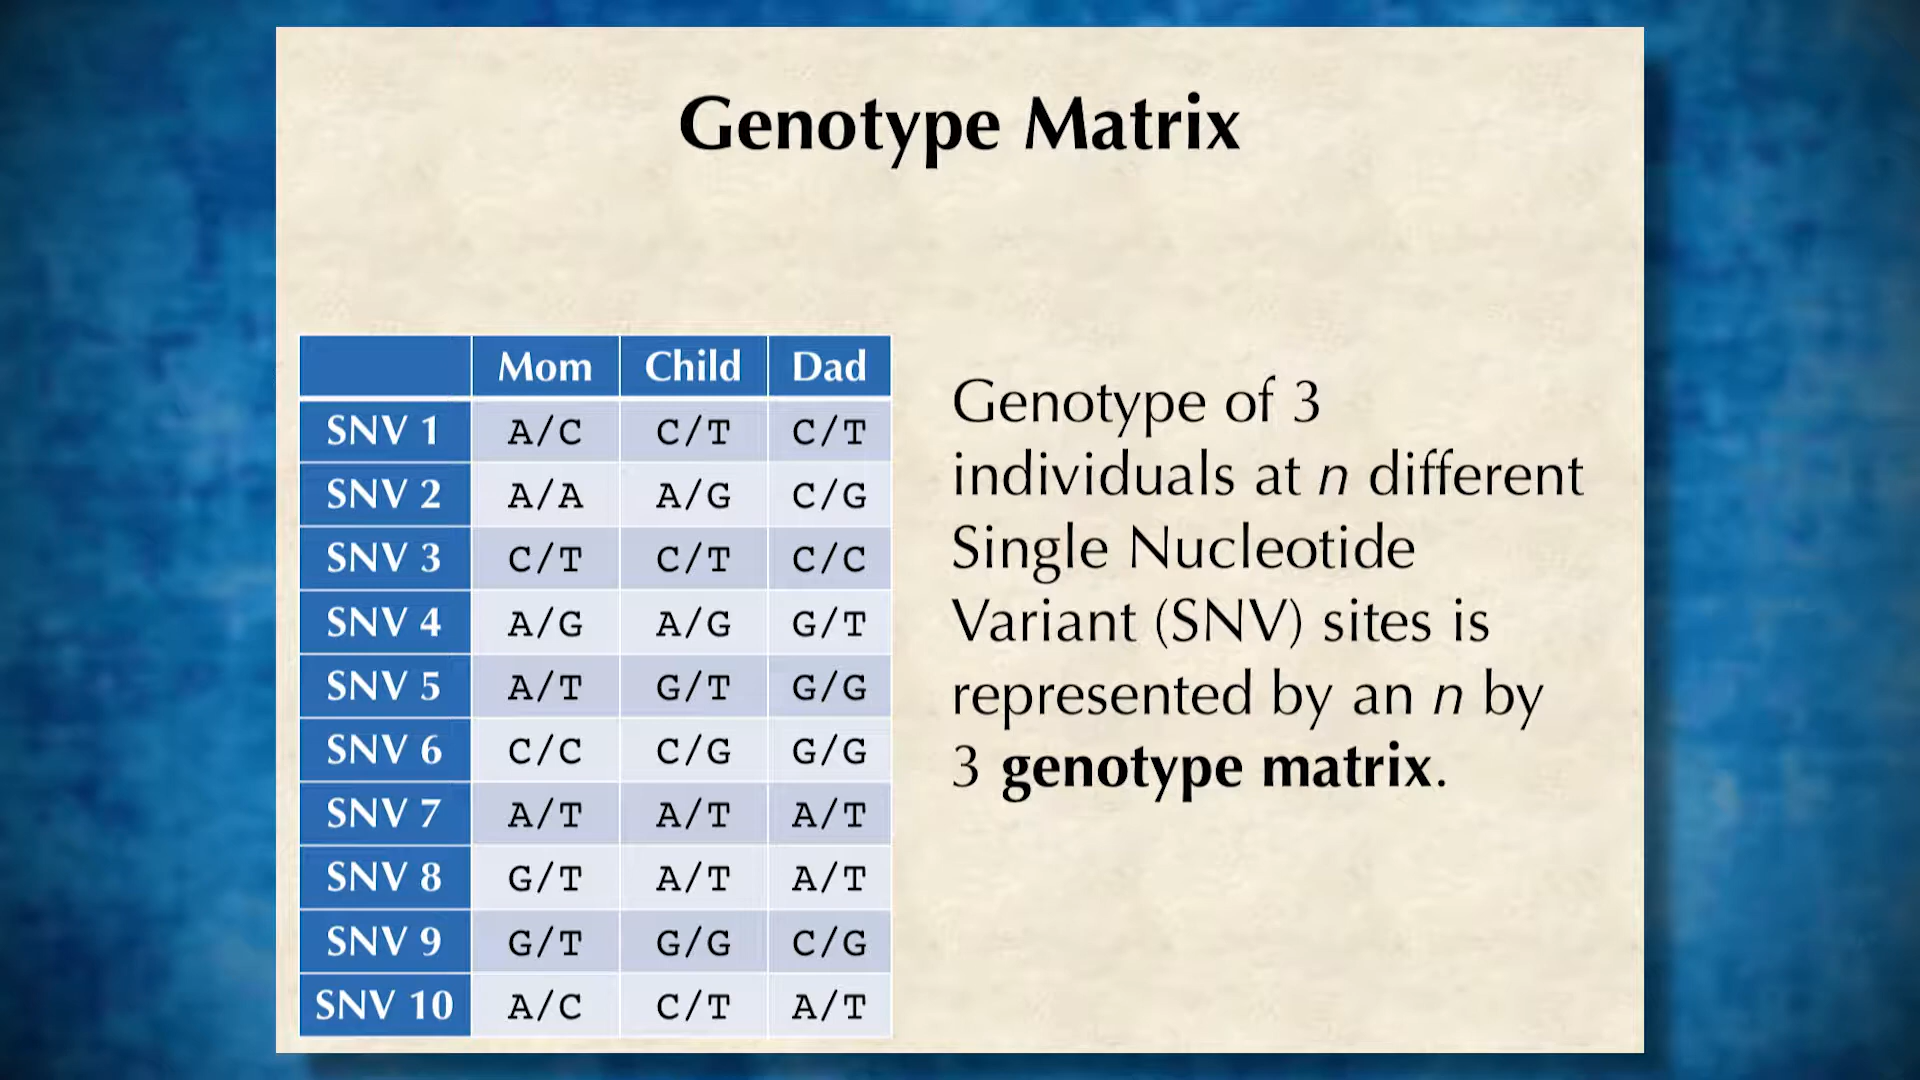 Genotype Matrix
Mom Child Dad
SNV 1 A/C C/T C/T
SNV 2 A/A A/G C/G
SNV 3 C/T C/T C/C
SNV 4 A/G A/G G/T
SNV 5 A/T G/T G/G
SNV 6 C/C C/G G/G
SNV 7 A/T A/T A/T
SNV 8 G/T A/T A/T
SNV 9 G/T G/G C/G
SNV 10 A/C C/T A/T
Genotype of 3
individuals at n different
Single Nucleotide
Variant (SNV) sites is
represented by an n by
3 genotype matrix.